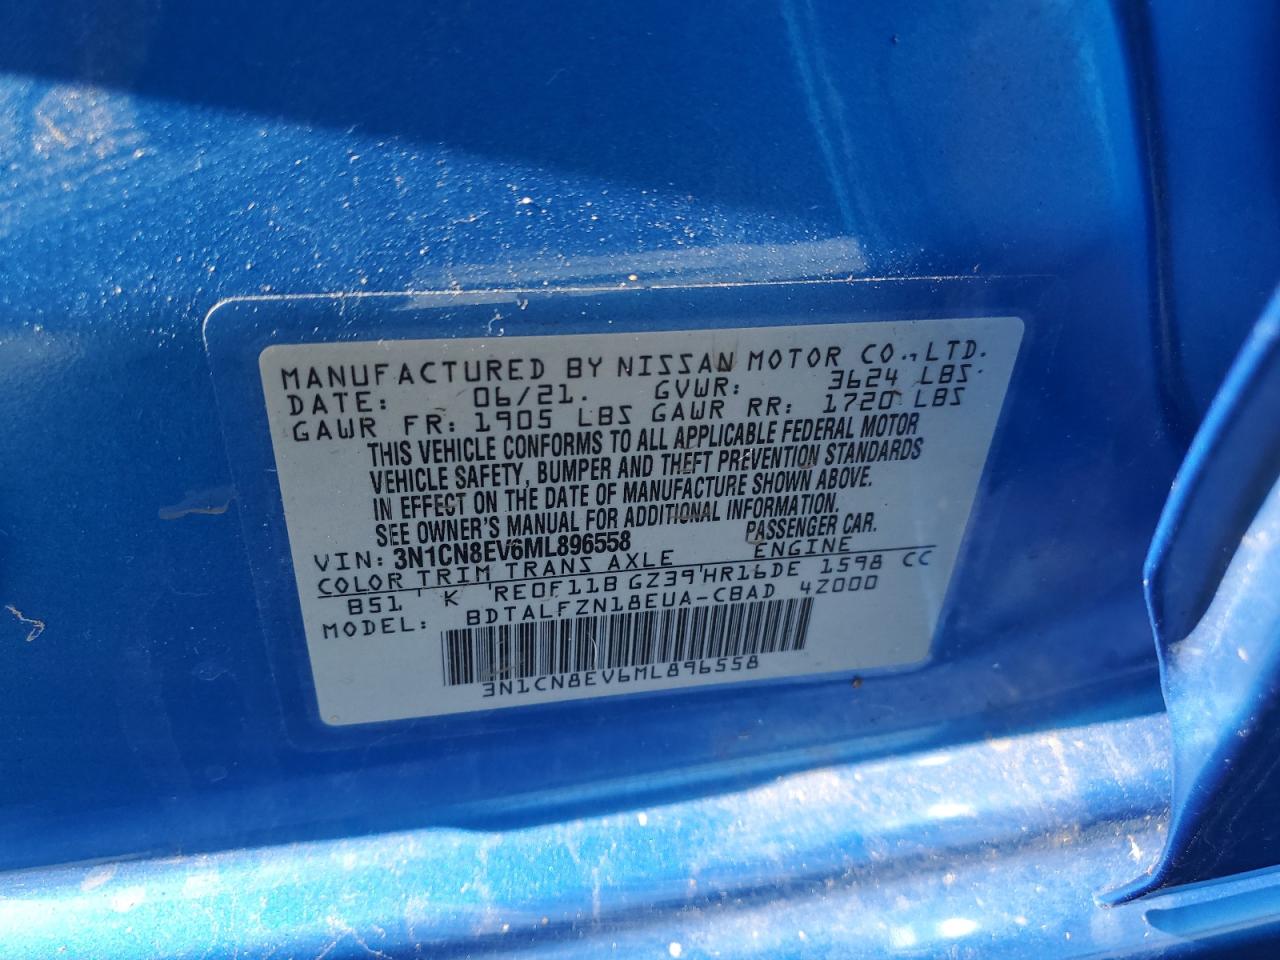 MANUFACTURED BY NISSAN MOTOR CO., LTD.
DATE: 06/21. GVWR: 3624 LBS
GAWR FR: 1905 LBS GAWR RR: 1720 LBS
THIS VEHICLE CONFORMS TO ALL APPLICABLE FEDERAL MOTOR
VEHICLE SAFETY, BUMPER AND THEFT PREVENTION STANDARDS
IN EFFECT ON THE DATE OF MANUFACTURE SHOWN ABOVE.
SEE OWNER'S MANUAL FOR ADDITIONAL INFORMATION.
VIN: 3N1CN8EV6ML896558 PASSENGER CAR.
COLOR TRIM TRANS AXLE ENGINE
B51 K RE0F11B GZ39 HR16DE 1598 CC
MODEL: BDTALFZN18EUA-CBAD 4Z000
3N1CN8EV6ML896558